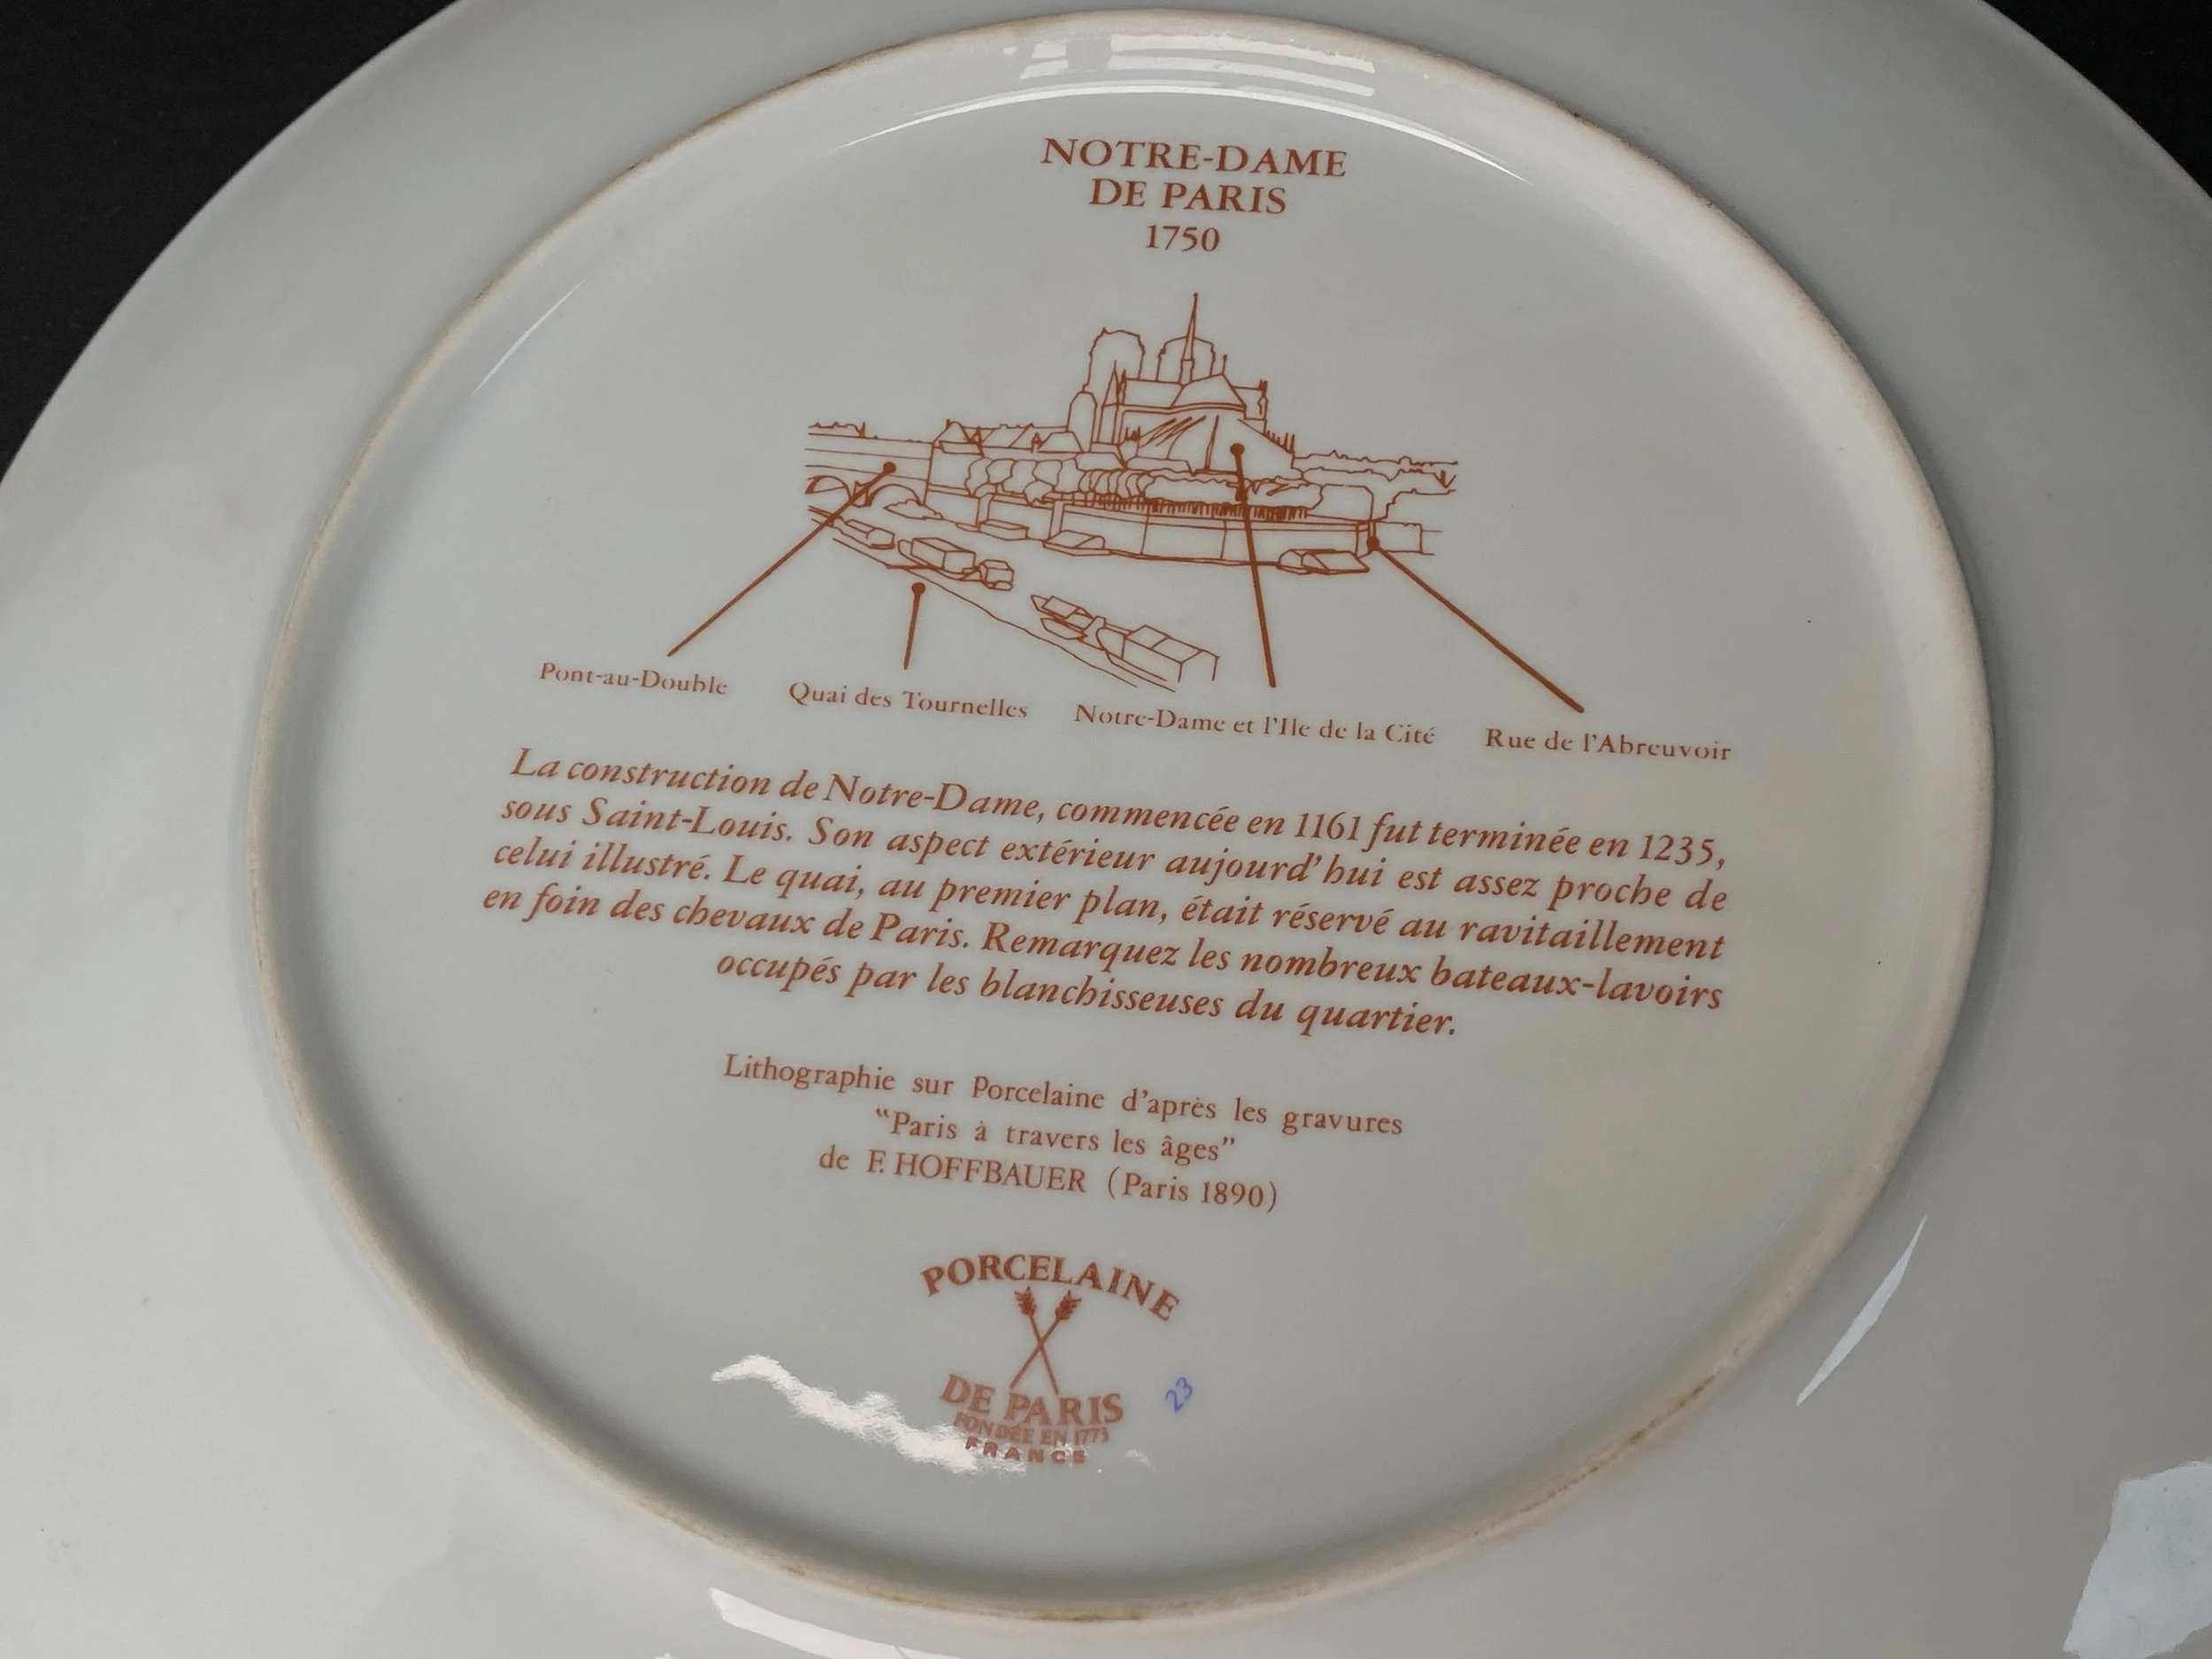 NOTRE-DAME
DE PARIS
1750
Pont-au-Double
Quai des Tournelles
Notre-Dame et l'Ile de la Cité
Rue de l'Abreuvoir
La construction de Notre-Dame, commencée en 1161 fut terminée en 1235,
sous Saint-Louis. Son aspect extérieur aujourd'hui est assez proche de
celui illustré. Le quai, au premier plan, était réservé au ravitaillement
en foin des chevaux de Paris. Remarquez les nombreux bateaux-lavoirs
occupés par les blanchisseuses du quartier.
Lithographie sur Porcelaine d'après les gravures
"Paris à travers les âges"
de F. HOFFBAUER (Paris 1890)
PORCELAINE
DE PARIS
FONDÉE EN 1773
FRANCE
23